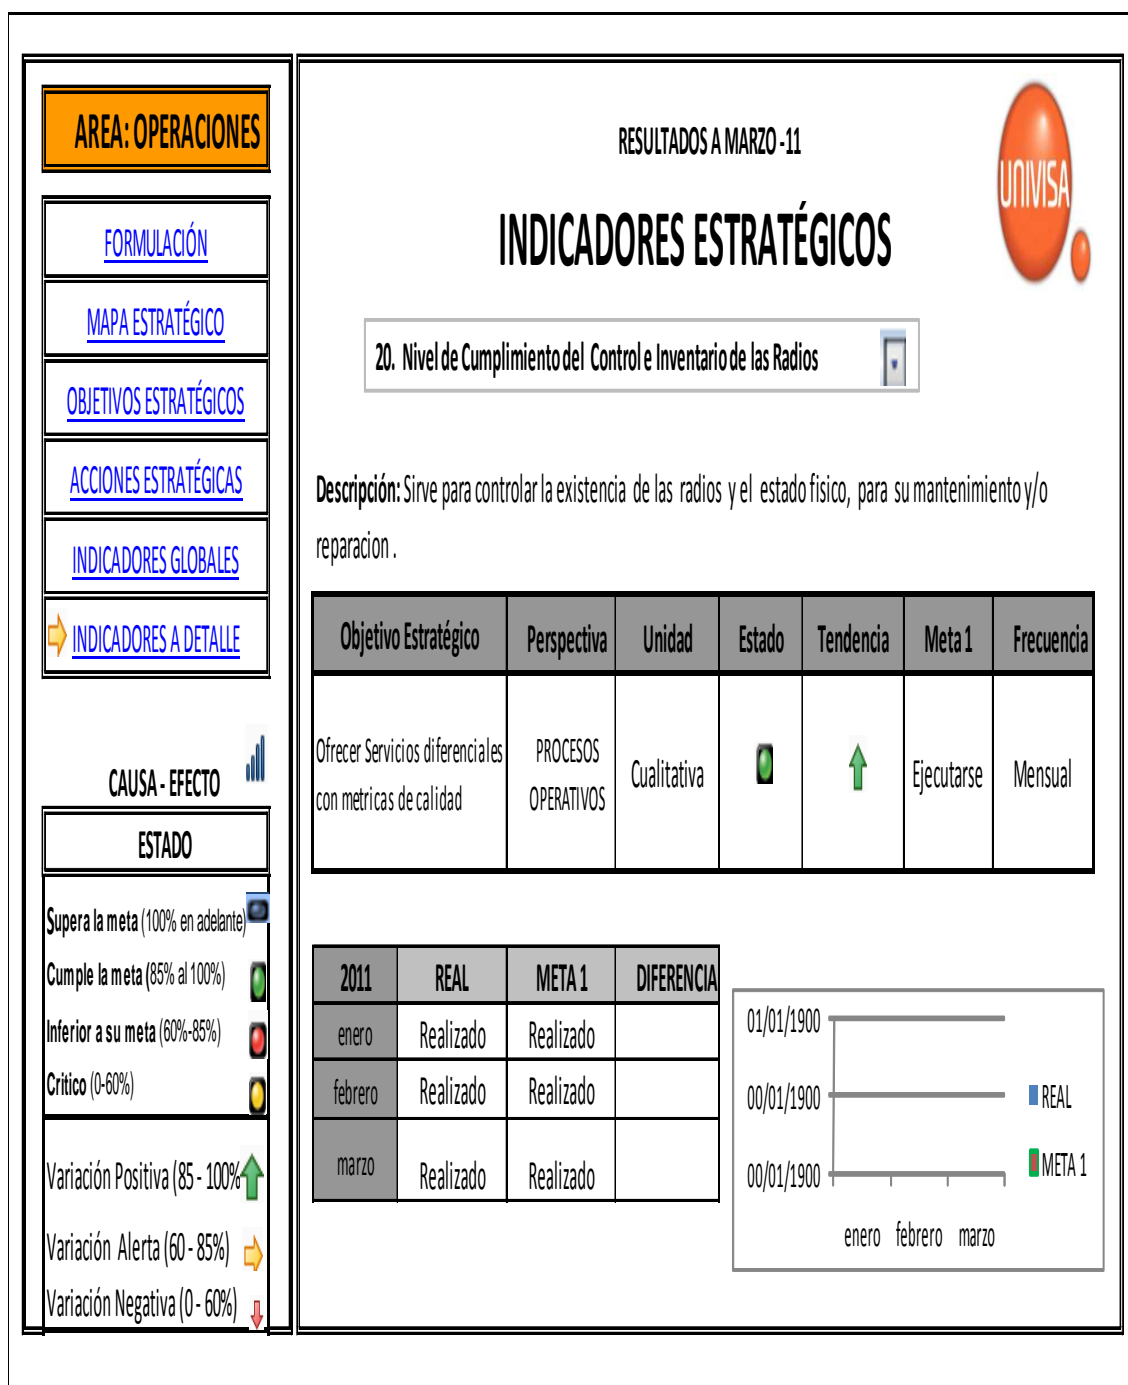 AREA: OPERACIONES
FORMULACIÓN
MAPA ESTRATÉGICO
OBJETIVOS ESTRATÉGICOS
ACCIONES ESTRATÉGICAS
INDICADORES GLOBALES
INDICADORES A DETALLE
CAUSA - EFECTO
ESTADO
Supera la meta (100% en adelante)
Cumple la meta (85% al 100%)
Inferior a su meta (60%-85%)
Critico (0-60%)
Variación Positiva (85 - 100%
Variación Alerta (60 - 85%)
Variación Negativa (0 - 60%)
RESULTADOS A MARZO -11
UNIVISA
INDICADORES ESTRATÉGICOS
20. Nivel de Cumplimiento del Control e Inventario de las Radios
Descripción: Sirve para controlar la existencia de las radios y el estado fisico, para su mantenimiento y/o
reparacion .
Objetivo Estratégico Perspectiva Unidad Estado Tendencia Meta 1 Frecuencia
Ofrecer Servicios diferenciales
con metricas de calidad
PROCESOS
OPERATIVOS
Cualitativa
Ejecutarse
Mensual
2011 REAL META 1 DIFERENCIA
enero Realizado Realizado
febrero Realizado Realizado
marzo Realizado Realizado
01/01/1900
00/01/1900
00/01/1900
enero febrero marzo
REAL
META 1